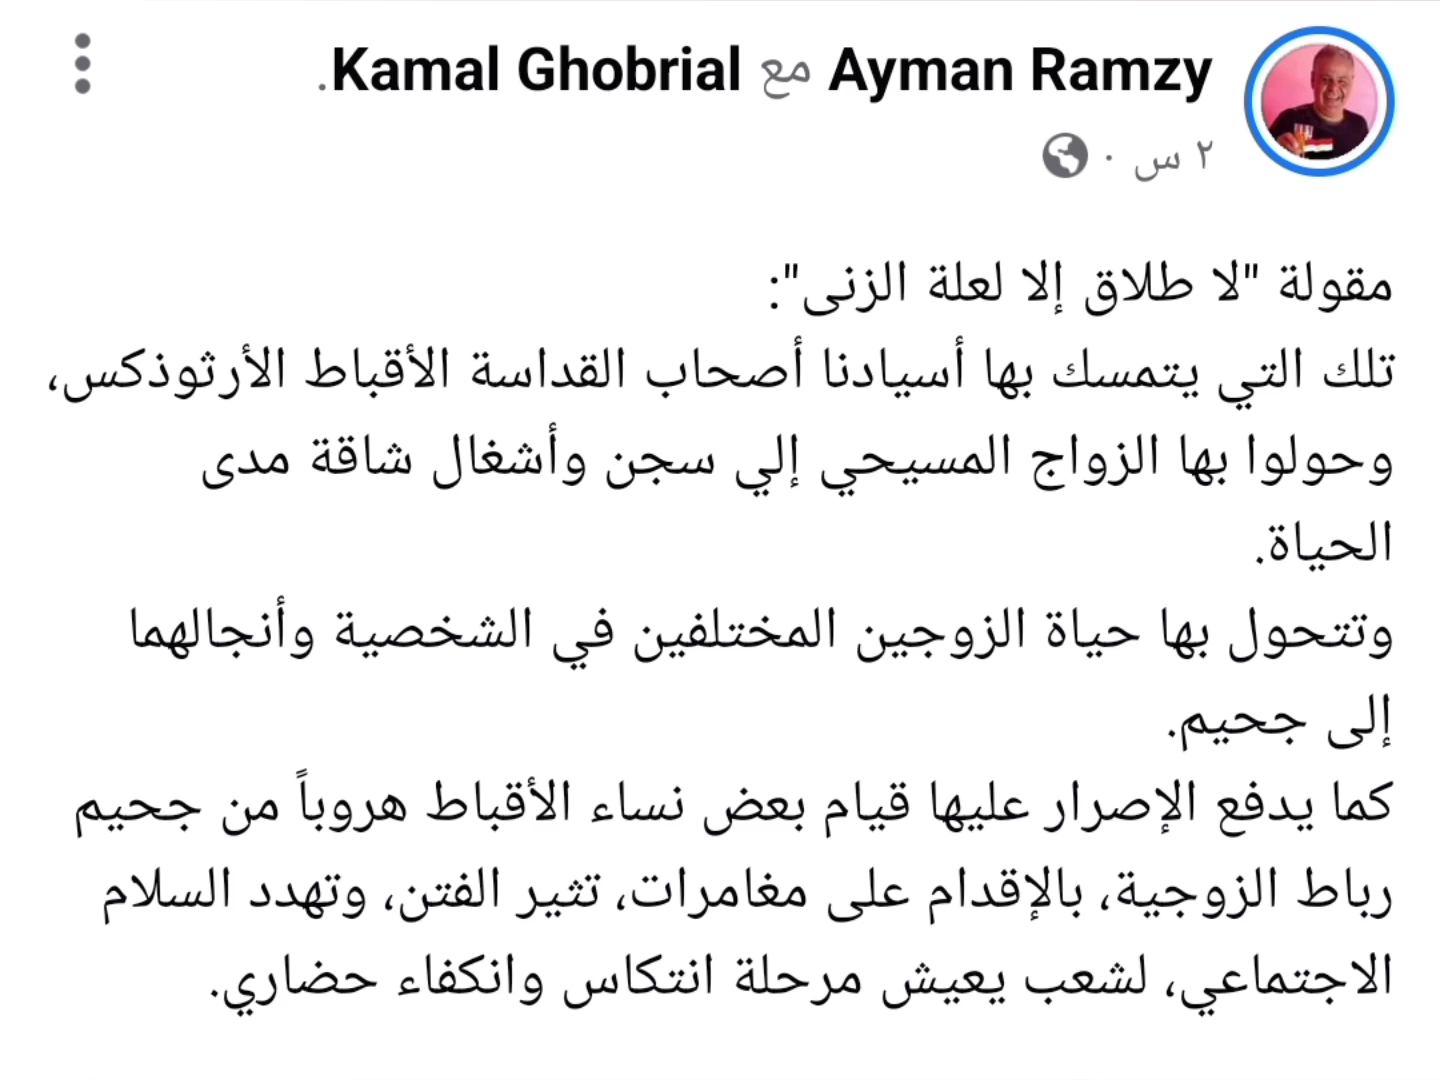 Ayman Ramzy مع Kamal Ghobrial.
٢ س ·
مقولة "لا طلاق إلا لعلة الزنى":
تلك التي يتمسك بها أسيادنا أصحاب القداسة الأقباط الأرثوذكس،
وحولوا بها الزواج المسيحي إلي سجن وأشغال شاقة مدى
الحياة.
وتتحول بها حياة الزوجين المختلفين في الشخصية وأنجالهما
إلى جحيم.
كما يدفع الإصرار عليها قيام بعض نساء الأقباط هروباً من جحيم
رباط الزوجية، بالإقدام على مغامرات، تثير الفتن، وتهدد السلام
الاجتماعي، لشعب يعيش مرحلة انتكاس وانكفاء حضاري.